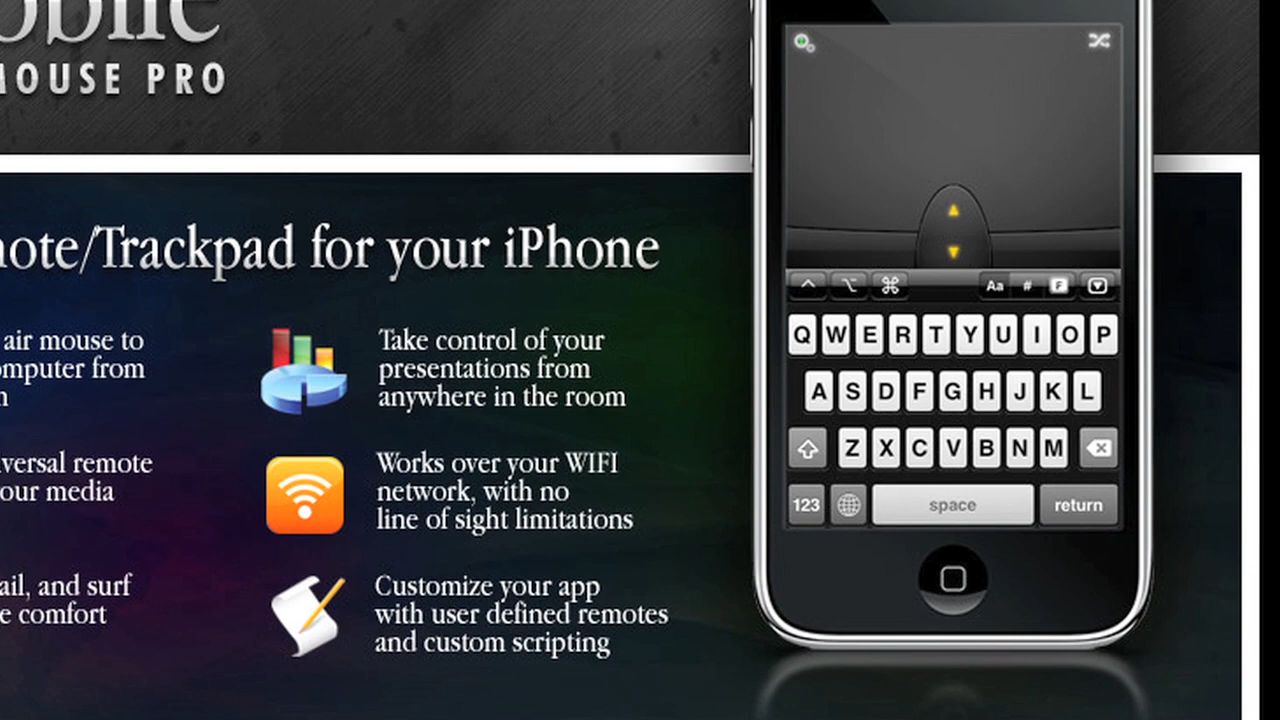 MOUSE PRO
note/Trackpad for your iPhone
air mouse to
computer from
Take control of your
presentations from
anywhere in the room
versal remote
our media
Works over your WIFI
network, with no
line of sight limitations
ail, and surf
e comfort
Customize your app
with user defined remotes
and custom scripting
Aa # F
Q W E R T Y U I O P
A S D F G H J K L
Z X C V B N M
123 space return